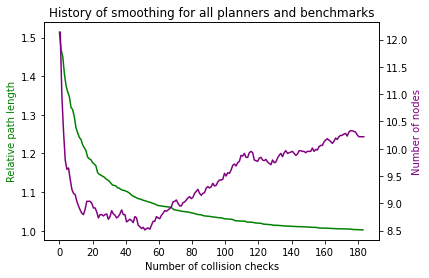 History of smoothing for all planners and benchmarks
Relative path length
1.5
1.4
1.3
1.2
1.1
1.0
12.0
11.5
11.0
10.5
10.0
9.5
9.0
8.5
Number of nodes
0 20 40 60 80 100 120 140 160 180
Number of collision checks